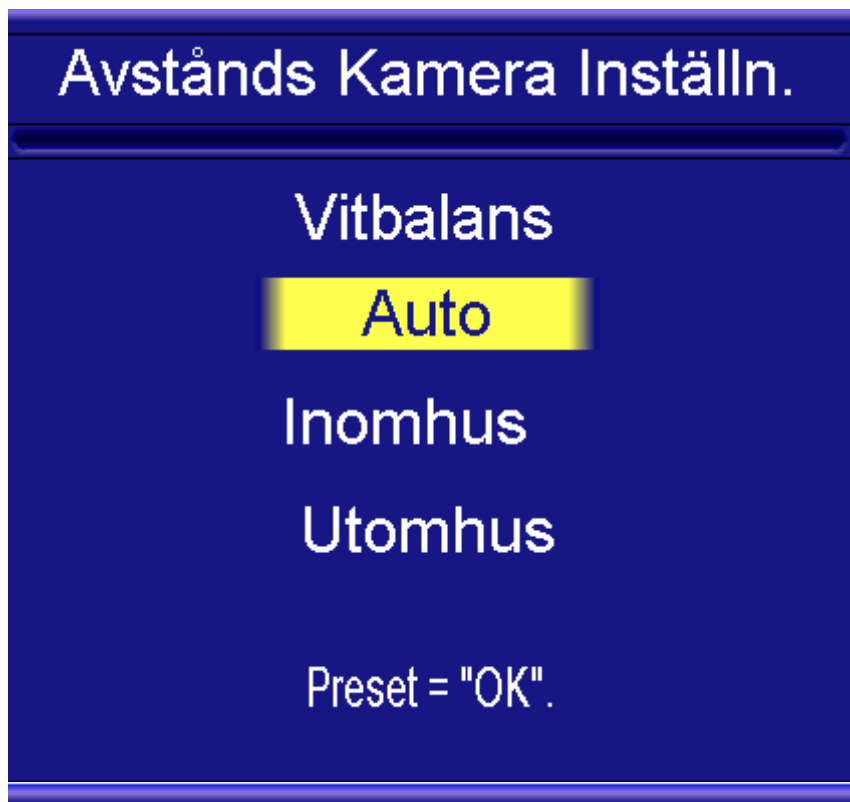 Avstånds Kamera Inställn.
Vitbalans
Auto
Inomhus
Utomhus
Preset = "OK".